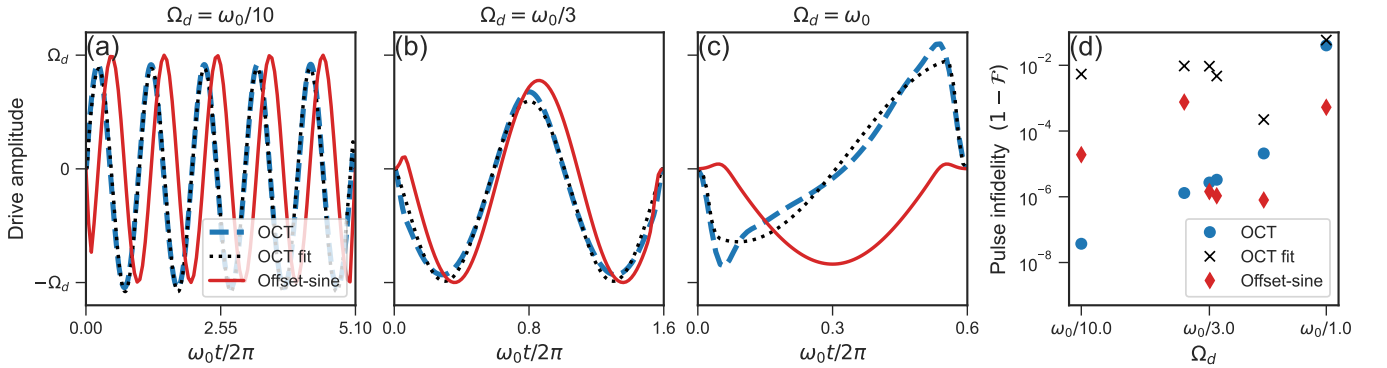 Ω_d = ω_0/10
Ω_d = ω_0/3
Ω_d = ω_0
(a)
(b)
(c)
(d)
Drive amplitude
Ω_d
0
−Ω_d
OCT
OCT fit
Offset-sine
0.00
2.55
5.10
ω_0t/2π
0.0
0.8
1.6
ω_0t/2π
0.0
0.3
0.6
ω_0t/2π
Pulse infidelity (1 − ℱ)
10^−2
10^−4
10^−6
10^−8
OCT
OCT fit
Offset-sine
ω_0/10.0
ω_0/3.0
ω_0/1.0
Ω_d